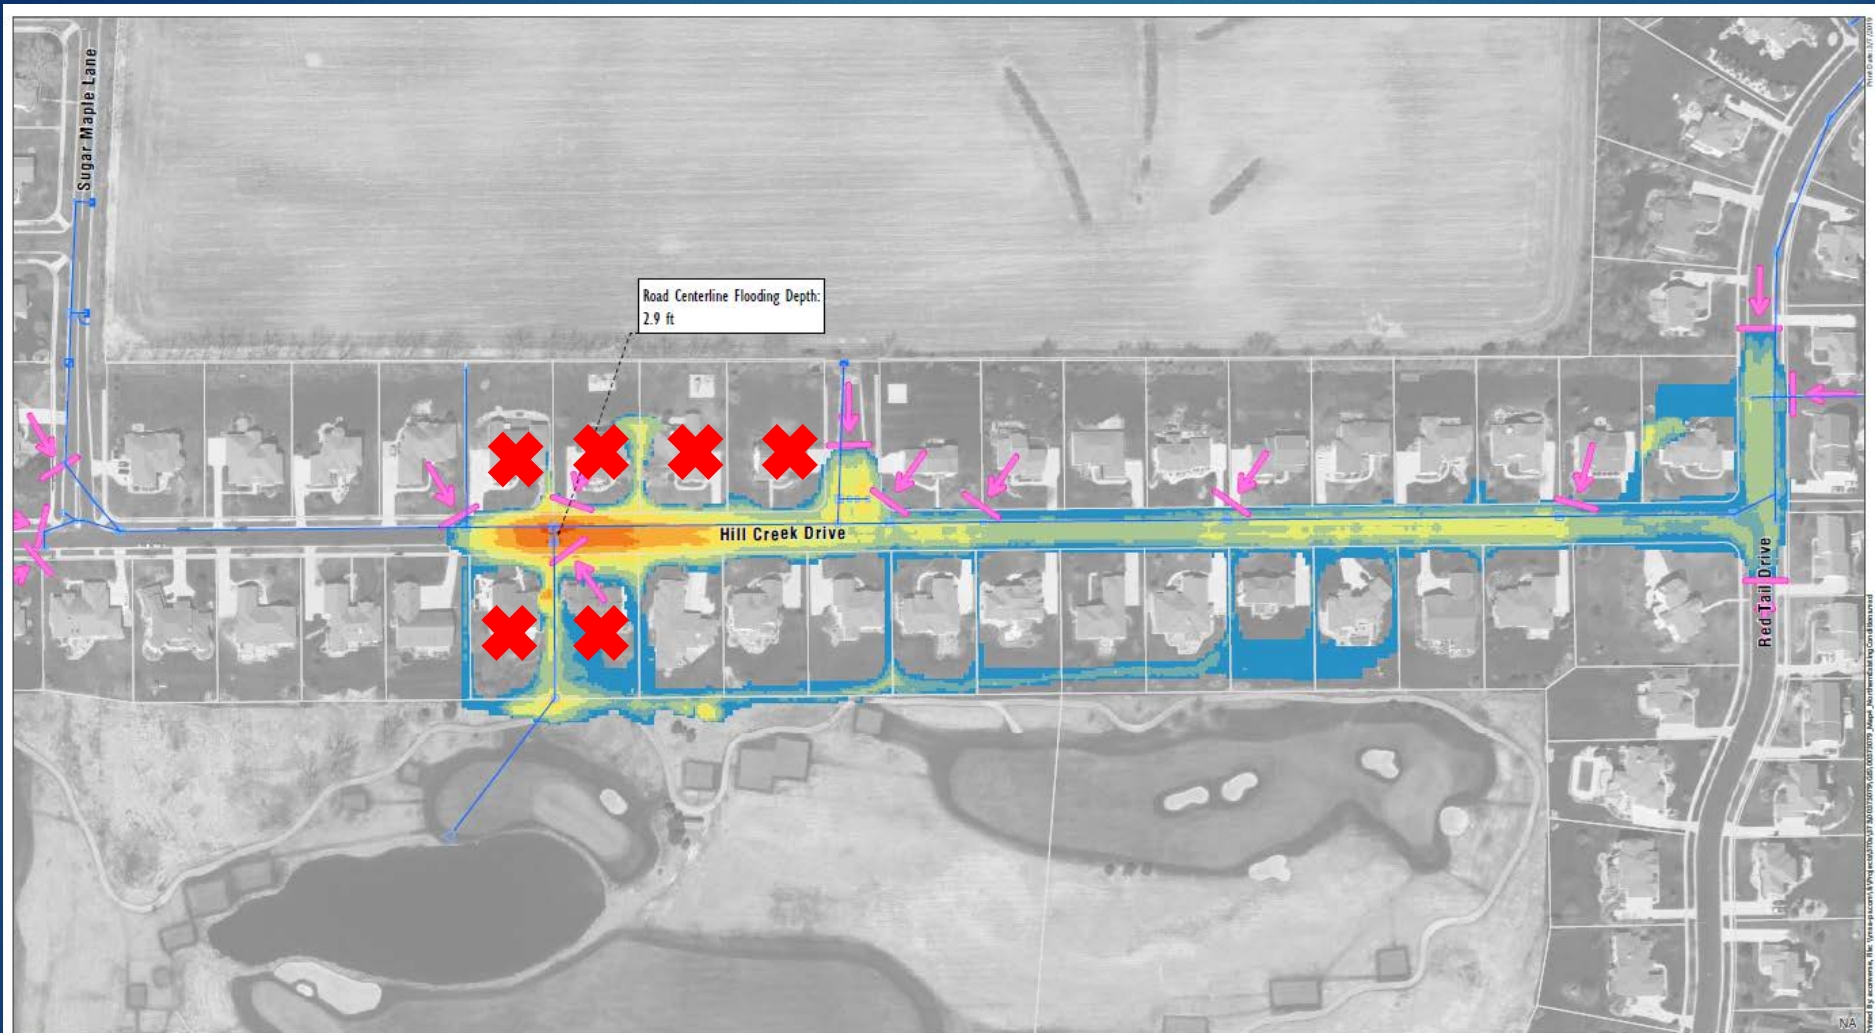 Sugar Maple Lane
Road Centerline Flooding Depth:
2.9 ft
Hill Creek Drive
Red Tail Drive
NA